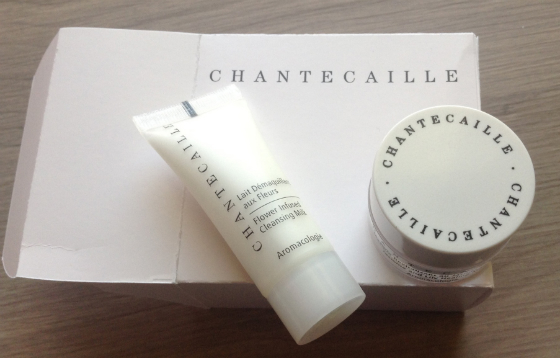 CHANTECAILLE
CHANTECAILLE
Lait Démaquillant
aux Fleurs
Flower Infused
Cleansing Milk
Aromacologie
CHANTECAILLE · CHANTECAILLE ·